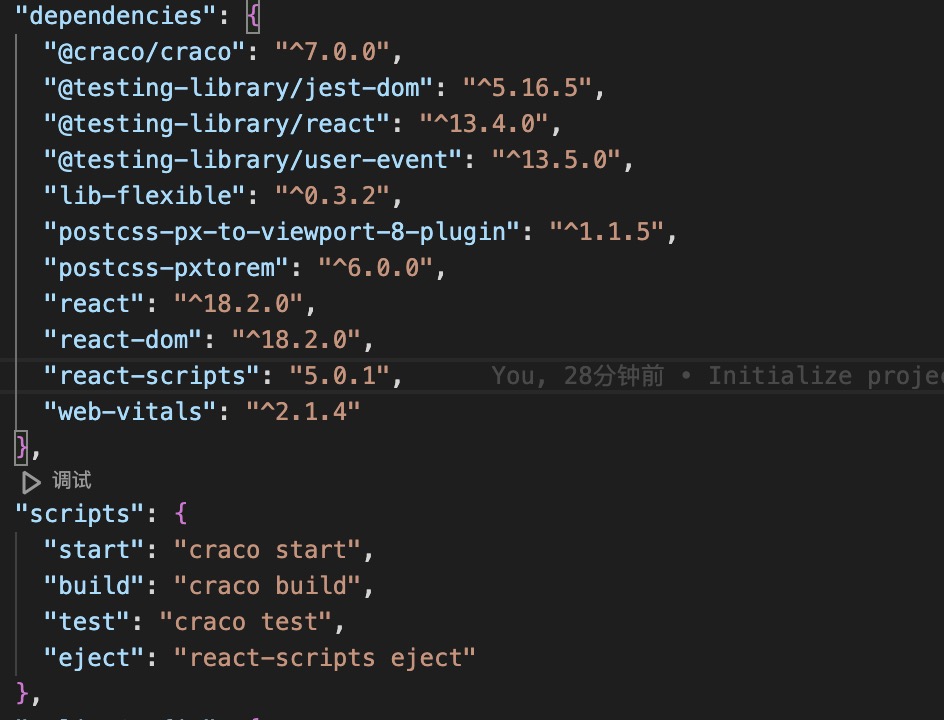 "dependencies": {
"@craco/craco": "^7.0.0",
"@testing-library/jest-dom": "^5.16.5",
"@testing-library/react": "^13.4.0",
"@testing-library/user-event": "^13.5.0",
"lib-flexible": "^0.3.2",
"postcss-px-to-viewport-8-plugin": "^1.1.5",
"postcss-pxtorem": "^6.0.0",
"react": "^18.2.0",
"react-dom": "^18.2.0",
"react-scripts": "5.0.1", You, 28分钟前 • Initialize proje
"web-vitals": "^2.1.4"
},
调试
"scripts": {
"start": "craco start",
"build": "craco build",
"test": "craco test",
"eject": "react-scripts eject"
},